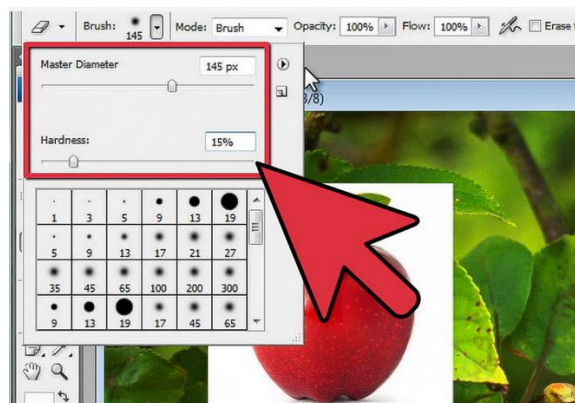 Brush: 145 Mode: Brush Opacity: 100% Flow: 100% Erase
Master Diameter 145 px
/8)
Hardness: 15%
1 3 5 9 13 19
5 9 13 17 21 27
35 45 65 100 200 300
9 13 19 17 45 65